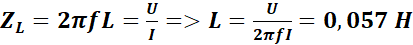 Z_L = 2πfL = U/I => L = U/(2πfI) = 0,057 H